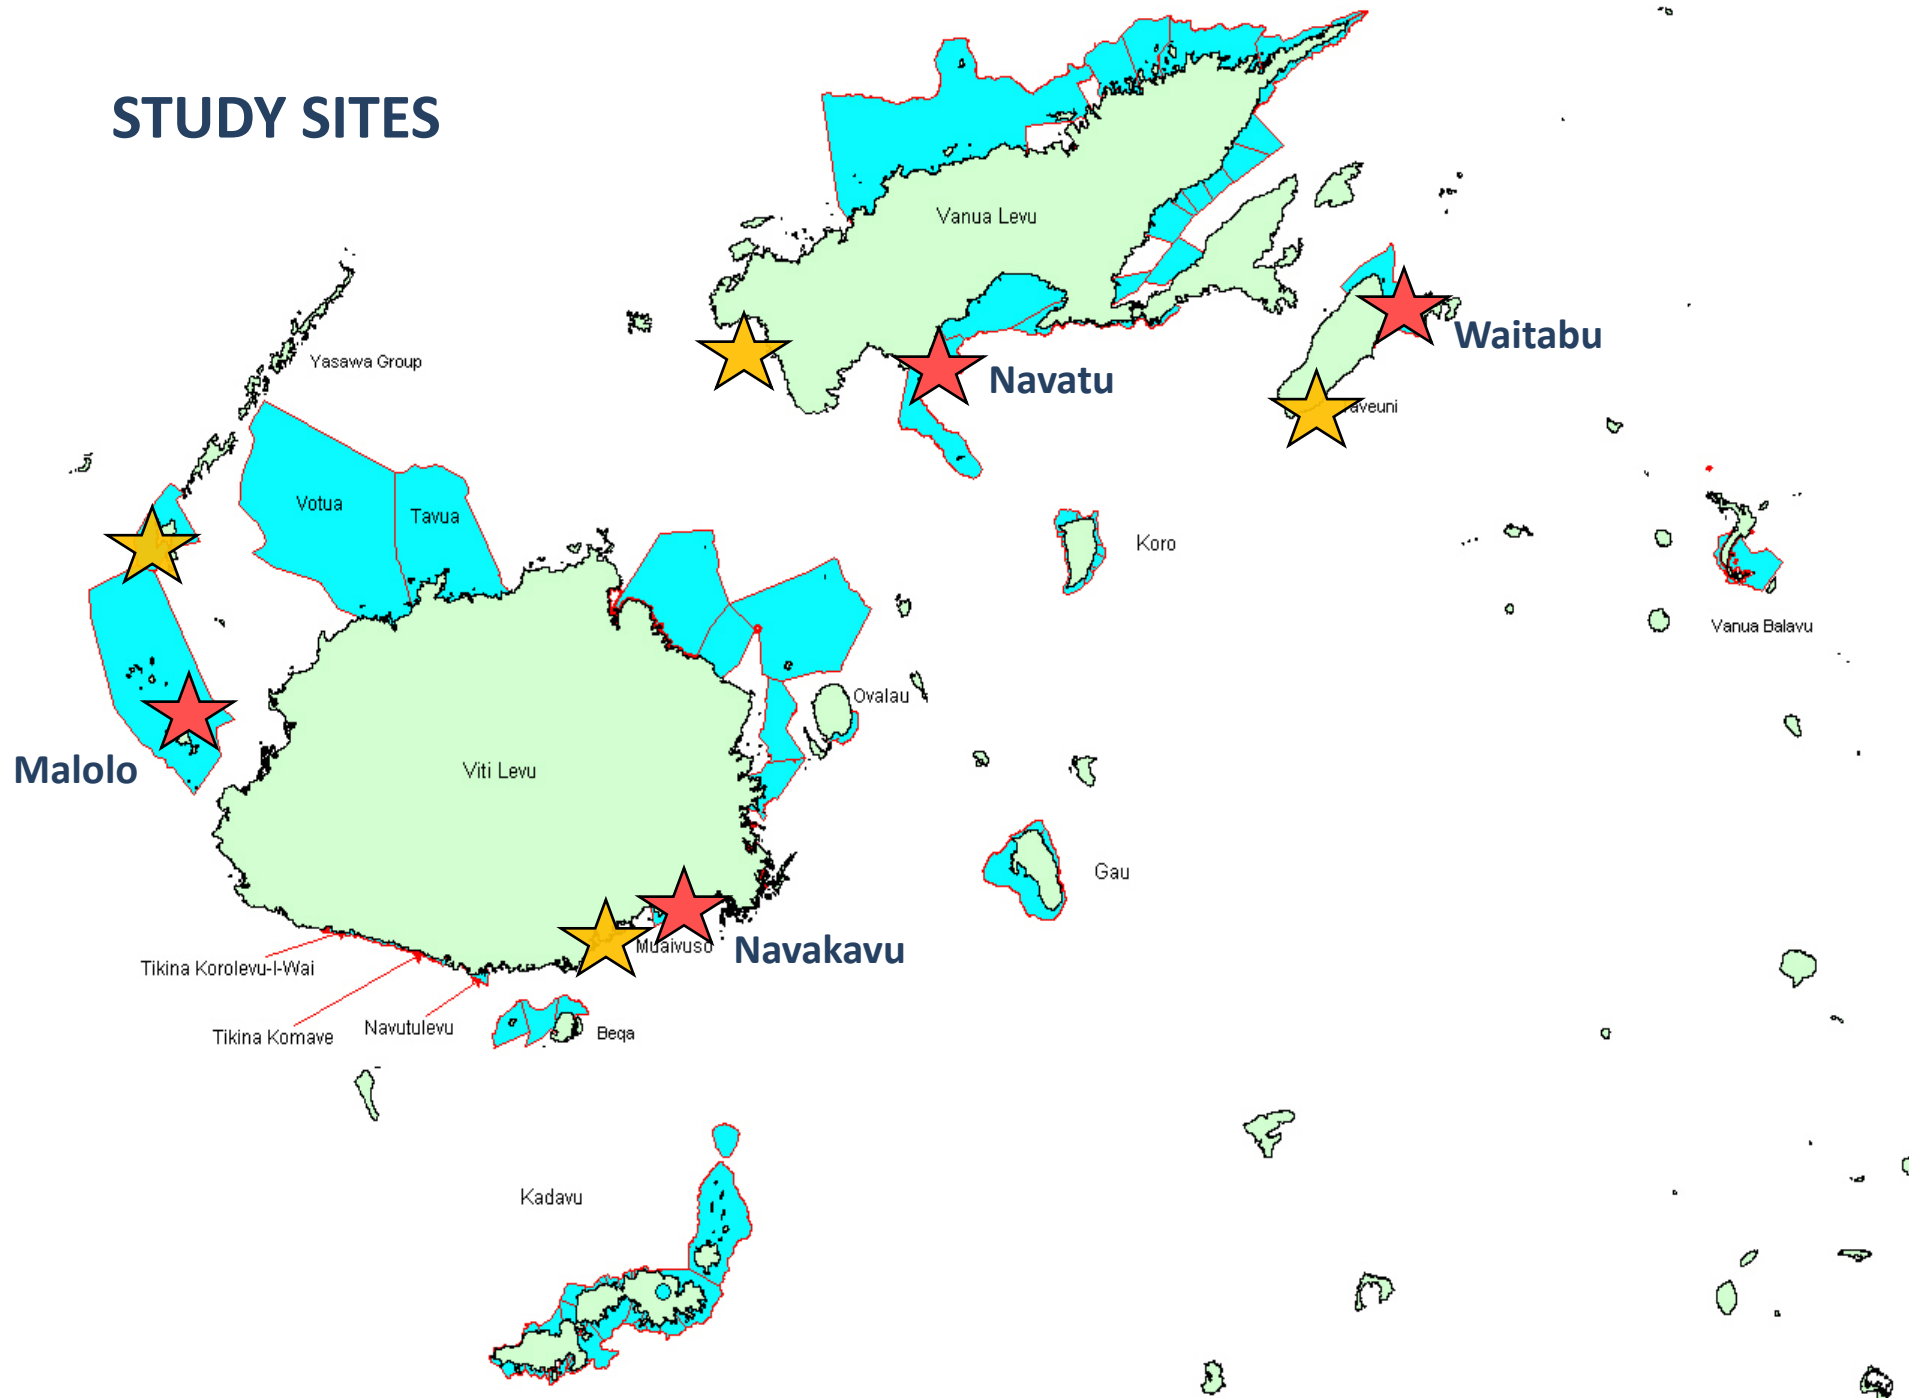 STUDY SITES
Vanua Levu
Waitabu
Yasawa Group
Navatu
aveuni
Votua
Tavua
Koro
Vanua Balavu
Ovalau
Malolo
Viti Levu
Gau
Muaivuso
Navakavu
Tikina Korolevu-I-Wai
Tikina Komave
Navutulevu
Beqa
Kadavu